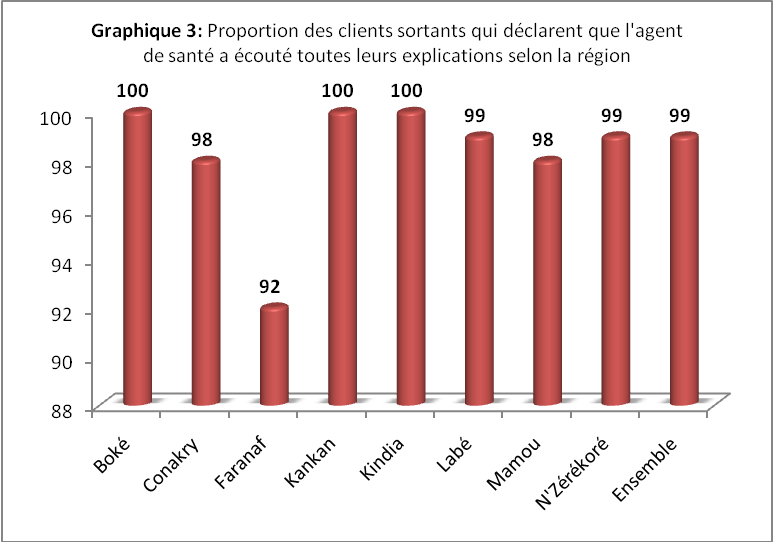 Graphique 3: Proportion des clients sortants qui déclarent que l'agent
de santé a écouté toutes leurs explications selon la région
100
98
92
100
100
99
98
99
99
100
98
96
94
92
90
88
Boké
Conakry
Faranaf
Kankan
Kindia
Labé
Mamou
N'Zérékoré
Ensemble